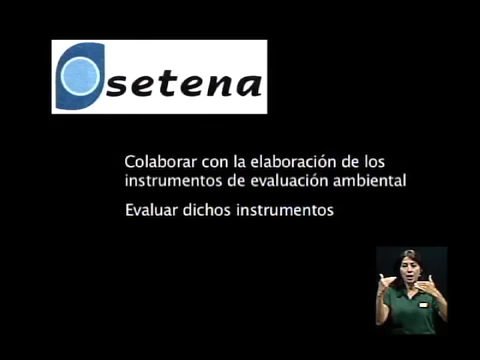 setena
Colaborar con la elaboración de los
instrumentos de evaluación ambiental
Evaluar dichos instrumentos